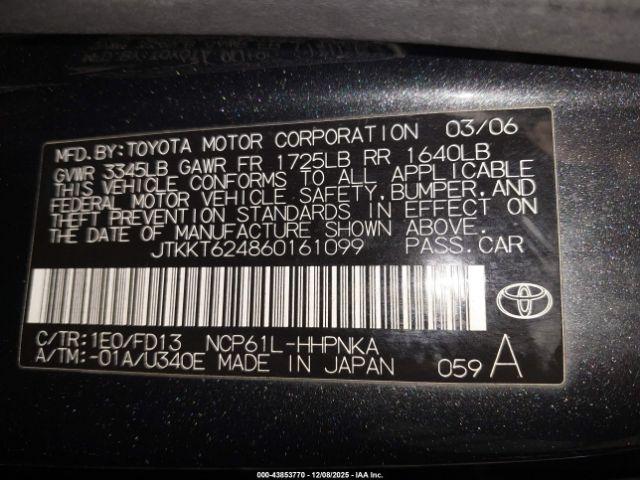 MFD.BY:TOYOTA MOTOR CORPORATION 03/06
GVWR 3345LB GAWR FR 1725LB RR 1640LB
THIS VEHICLE CONFORMS TO ALL APPLICABLE
FEDERAL MOTOR VEHICLE SAFETY,BUMPER,AND
THEFT PREVENTION STANDARDS IN EFFECT ON
THE DATE OF MANUFACTURE SHOWN ABOVE.
JTKKT624860161099 PASS.CAR
C/TR:1E0/FD13 NCP61L-HHPNKA
A/TM:-01A/U340E MADE IN JAPAN 059 A
000-43853770 | 12/08/2025 - IAA Inc.